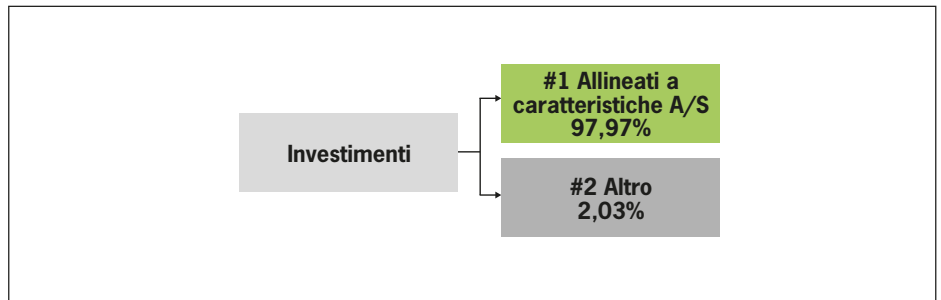 Investimenti
#1 Allineati a
caratteristiche A/S
97,97%
#2 Altro
2,03%